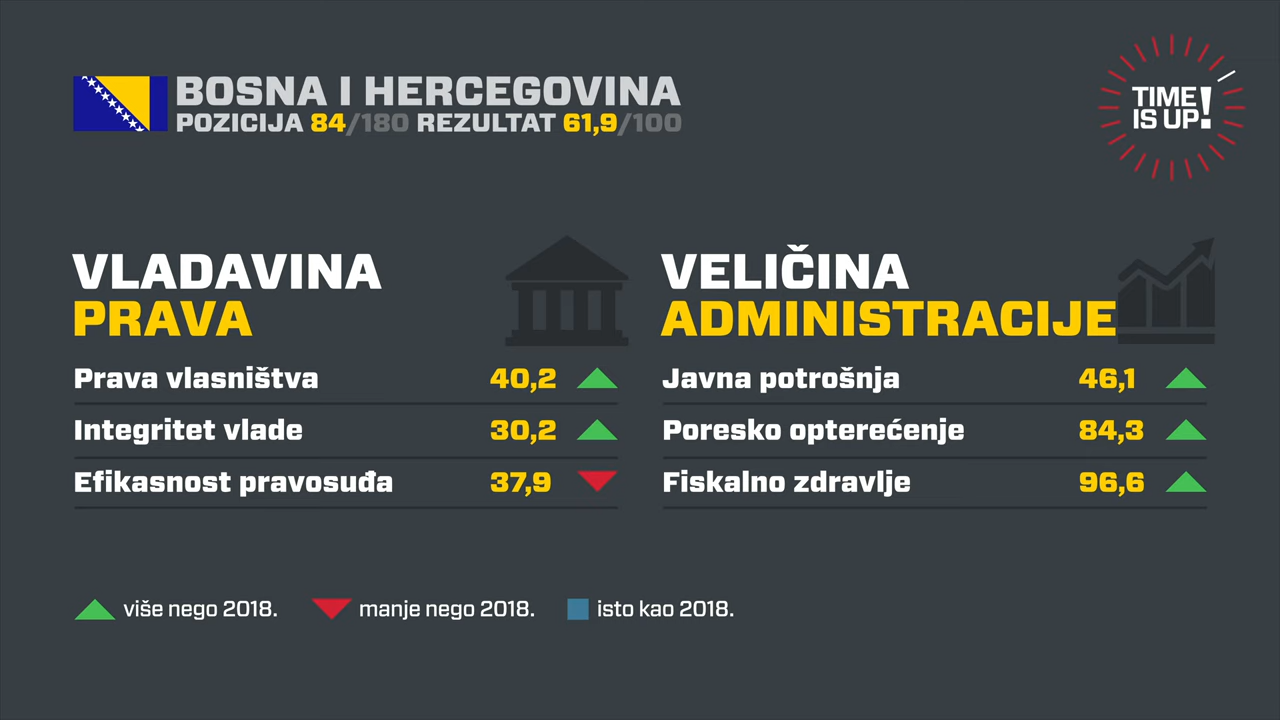 BOSNA I HERCEGOVINA
POZICIJA 84/180 REZULTAT 61,9/100
TIME
IS UP!
VLADAVINA
PRAVA
Prava vlasništva 40,2
Integritet vlade 30,2
Efikasnost pravosuđa 37,9
VELIČINA
ADMINISTRACIJE
Javna potrošnja 46,1
Poresko opterećenje 84,3
Fiskalno zdravlje 96,6
više nego 2018. manje nego 2018. isto kao 2018.